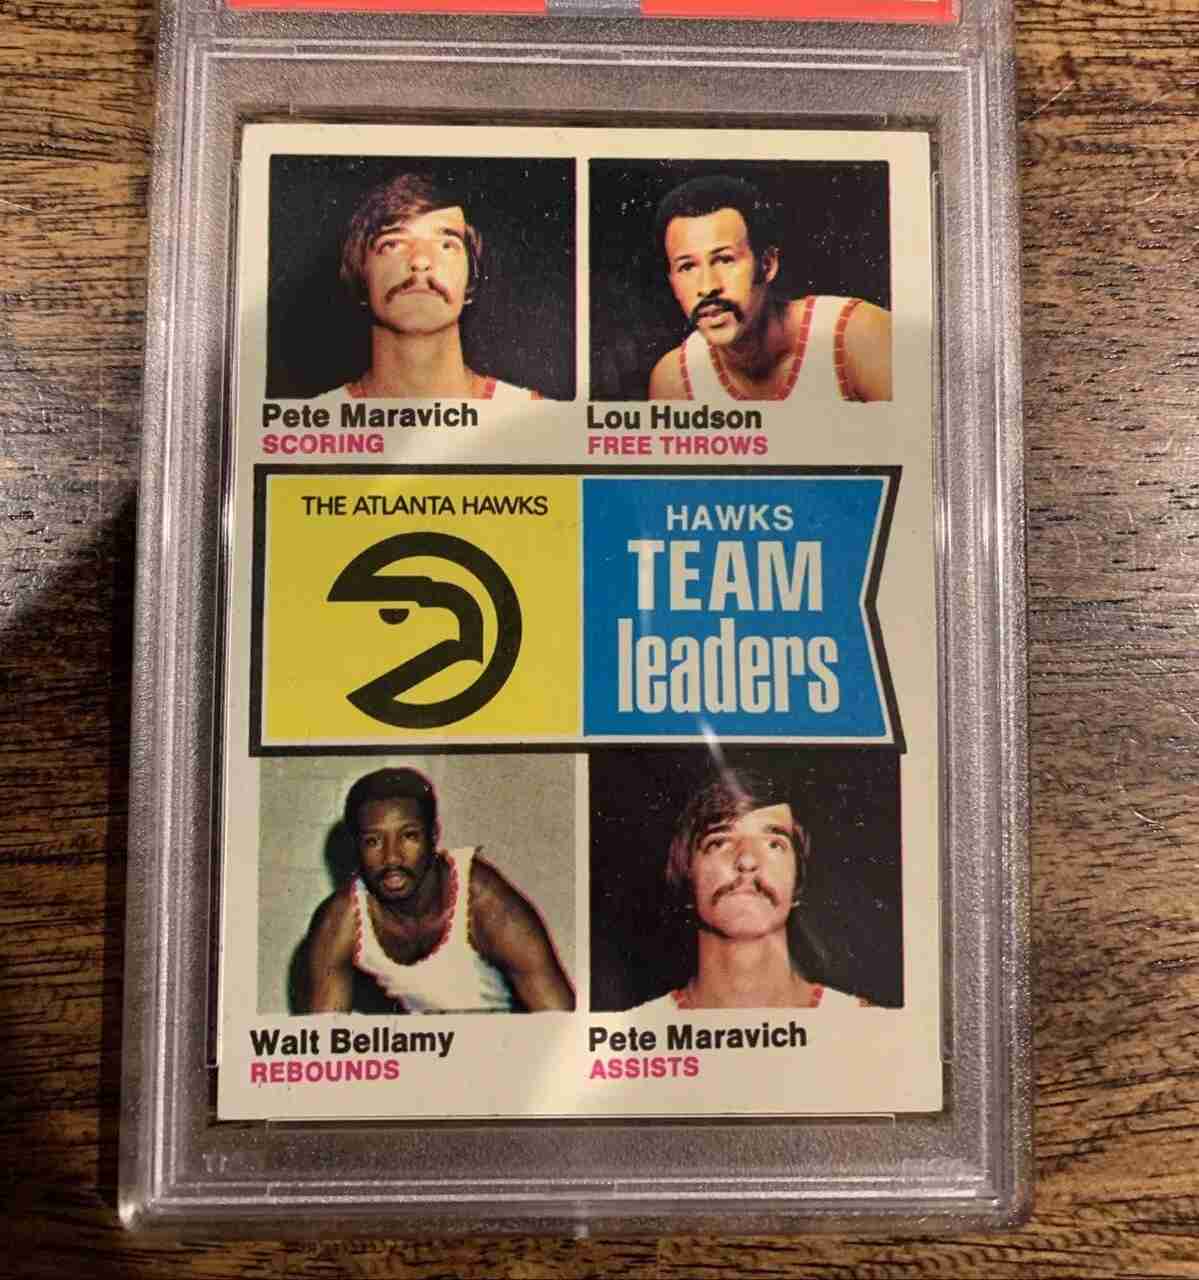 Pete Maravich
SCORING
Lou Hudson
FREE THROWS
THE ATLANTA HAWKS
HAWKS
TEAM
leaders
Walt Bellamy
REBOUNDS
Pete Maravich
ASSISTS